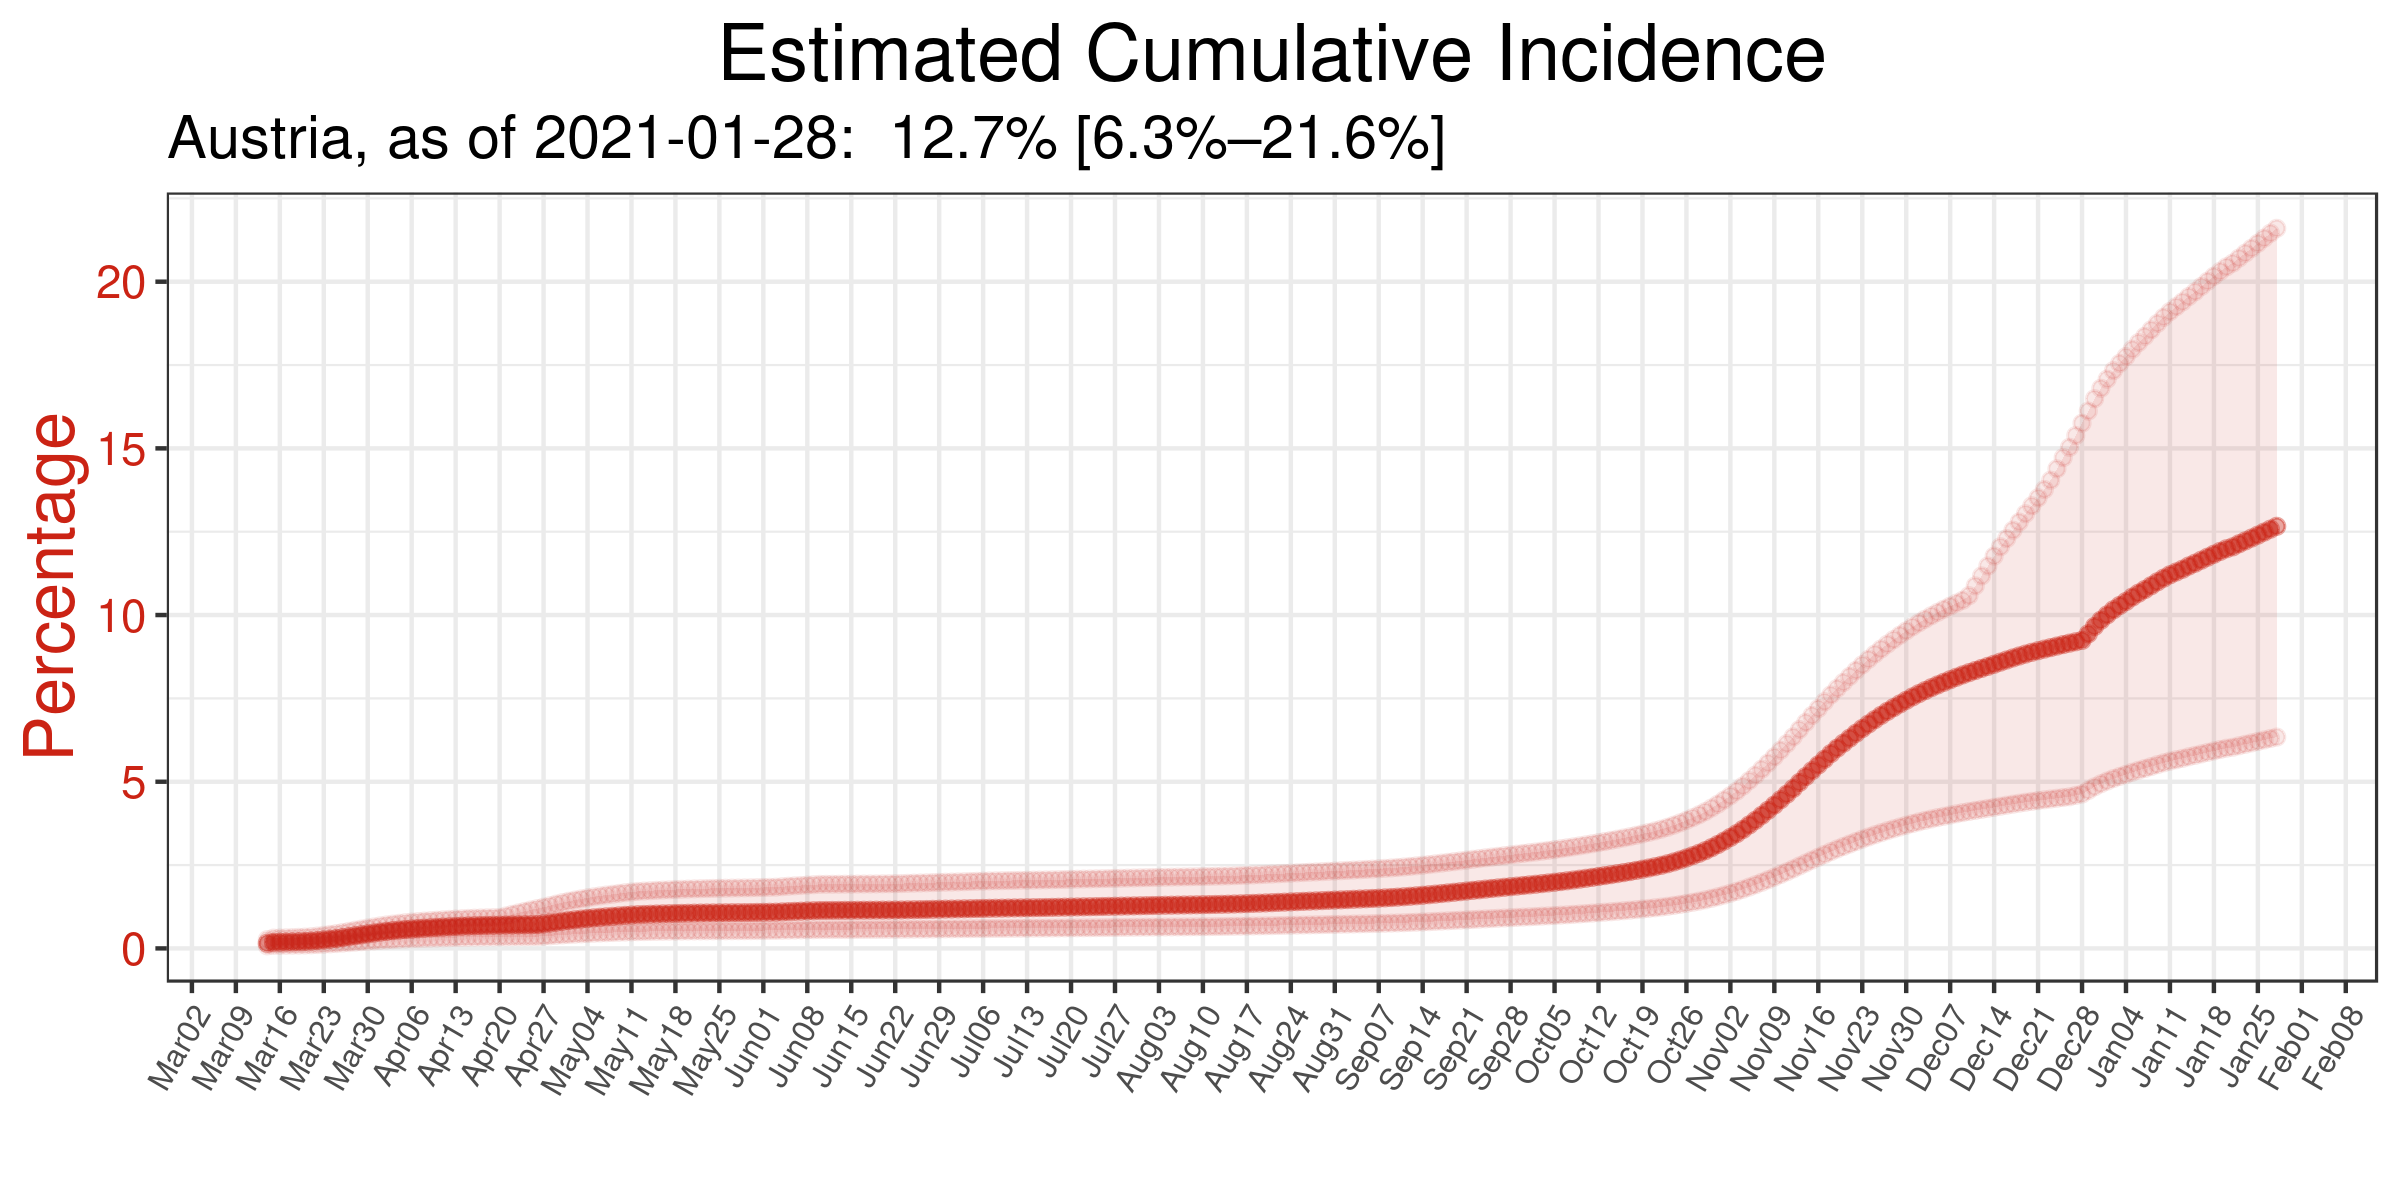 Estimated Cumulative Incidence
Austria, as of 2021-01-28:  12.7% [6.3%–21.6%]
Percentage
20
15
10
5
0
Mar02
Mar09
Mar16
Mar23
Mar30
Apr06
Apr13
Apr20
Apr27
May04
May11
May18
May25
Jun01
Jun08
Jun15
Jun22
Jun29
Jul06
Jul13
Jul20
Jul27
Aug03
Aug10
Aug17
Aug24
Aug31
Sep07
Sep14
Sep21
Sep28
Oct05
Oct12
Oct19
Oct26
Nov02
Nov09
Nov16
Nov23
Nov30
Dec07
Dec14
Dec21
Dec28
Jan04
Jan11
Jan18
Jan25
Feb01
Feb08